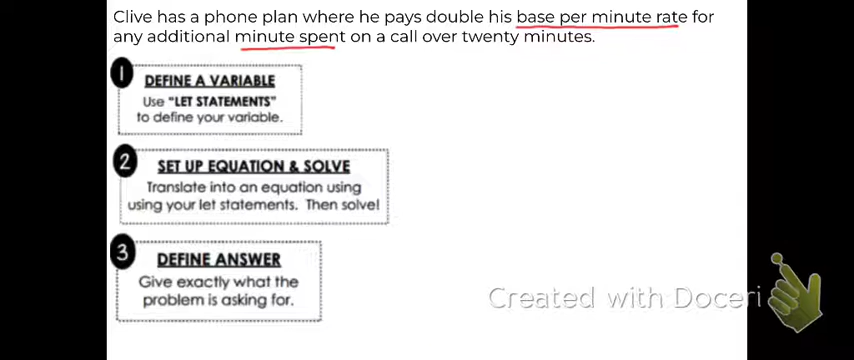 Clive has a phone plan where he pays double his base per minute rate for
any additional minute spent on a call over twenty minutes.
1
DEFINE A VARIABLE
Use "LET STATEMENTS"
to define your variable.
2
SET UP EQUATION & SOLVE
Translate into an equation using
using your let statements. Then solve!
3
DEFINE ANSWER
Give exactly what the
problem is asking for.
Created with Doceri